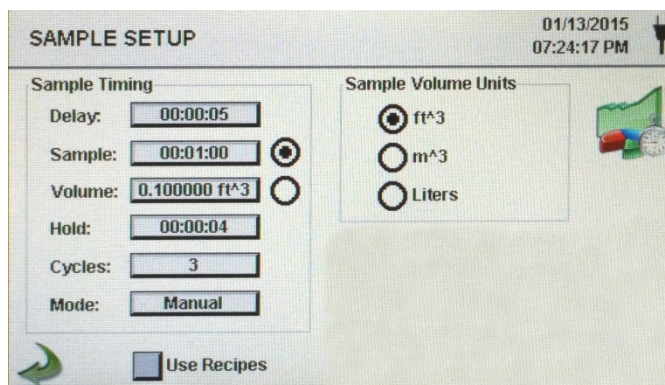 SAMPLE SETUP
01/13/2015
07:24:17 PM
Sample Timing
Delay: 00:00:05
Sample: 00:01:00
Volume: 0.100000 ft^3
Hold: 00:00:04
Cycles: 3
Mode: Manual
Use Recipes
Sample Volume Units
ft^3
m^3
Liters